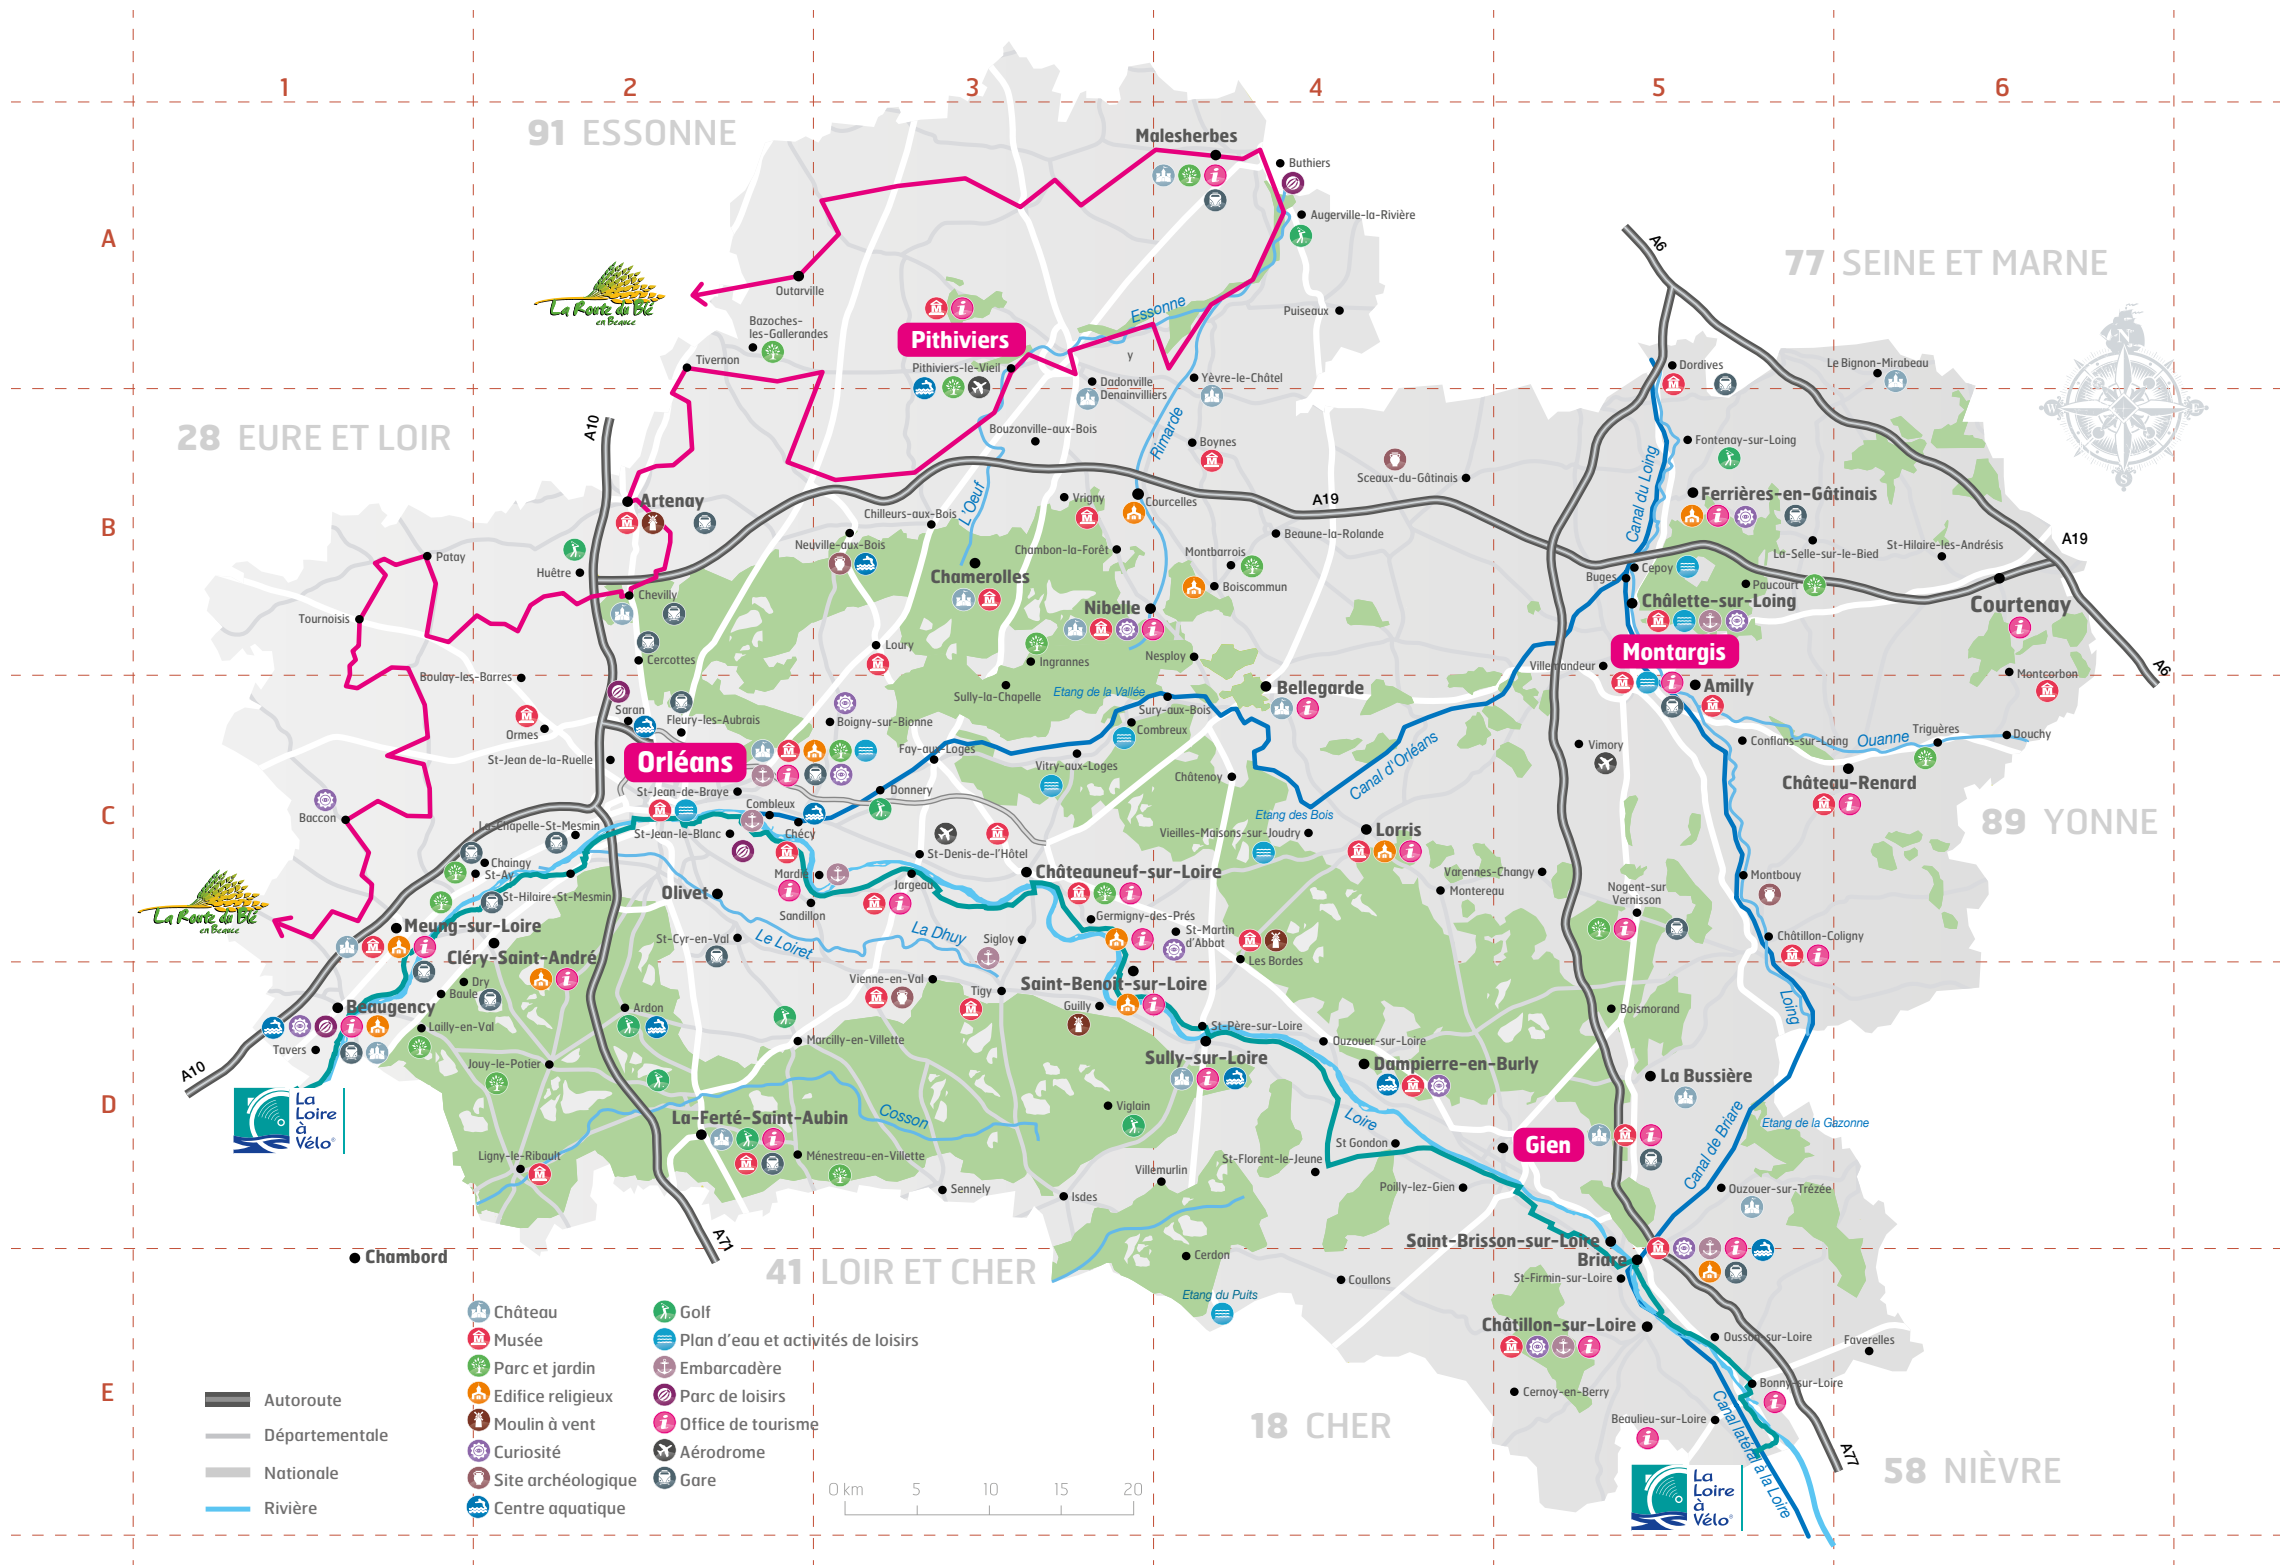 1
2
3
4
5
6
91 ESSONNE
Malesherbes
Buthiers
Augerville-la-Rivière
A
A6
77 SEINE ET MARNE
La Route du Blé
en Beauce
Outarville
Essonne
Puiseaux
Bazoches-
les-Gallerandes
Pithiviers
Tivernon
y
Pithiviers-le-Vieil
Dadonville
Denainvilliers
Yèvre-le-Châtel
Dordives
Le Bignon-Mirabeau
N
28 EURE ET LOIR
A10
Bouzonville-aux-Bois
Rimarde
Boynes
Fontenay-sur-Loing
Sceaux-du-Gâtinais
Canal du Loing
Artenay
L'Oeuf
Vrigny
Courcelles
A19
Ferrières-en-Gâtinais
Chilleurs-aux-Bois
B
Neuville-aux-Bois
Chambon-la-Forêt
Beaune-la-Rolande
Montbarrois
La-Selle-sur-le-Bied
St-Hilaire-les-Andrésis
A19
Patay
Huêtre
Chamerolles
Boiscommun
Buges
Cepoy
Paucourt
Chevilly
Nibelle
Châlette-sur-Loing
Courtenay
Tournoisis
Loury
Montargis
Cercottes
Ingrannes
Nesploy
Villemandeur
A6
Boulay-les-Barres
Sully-la-Chapelle
Etang de la Vallée
Bellegarde
Amilly
Montcorbon
Saran
Fleury-les-Aubrais
Boigny-sur-Bionne
Sury-aux-Bois
Combreux
Ormes
Fay-aux-Loges
Vimory
Conflans-sur-Loing
Ouanne
Triguères
Douchy
St-Jean de-la-Ruelle
Orléans
Vitry-aux-Loges
Châtenoy
Canal d'Orléans
Château-Renard
St-Jean-de-Braye
Donnery
Baccon
Combleux
C
Etang des Bois
89 YONNE
La-Chapelle-St-Mesmin
St-Jean-le-Blanc
Chécy
Vieilles-Maisons-sur-Joudry
Lorris
Chaingy
St-Ay
St-Denis-de-l'Hôtel
Mardié
Jargeau
Châteauneuf-sur-Loire
Varennes-Changy
Montbouy
La Route du Blé
en Beauce
St-Hilaire-St-Mesmin
Olivet
Sandillon
Montereau
Nogent-sur
Vernisson
Meung-sur-Loire
St-Cyr-en-Val
Le Loiret
La Dhuy
Sigloy
Germigny-des-Prés
St-Martin
d'Abbat
Châtillon-Coligny
Cléry-Saint-André
Les Bordes
Dry
Baule
Vienne-en-Val
Tigy
Saint-Benoit-sur-Loire
Guilly
Loing
Beaugency
Ardon
Boismorand
Lailly-en-Val
Tavers
Marcilly-en-Villette
St-Père-sur-Loire
Ouzouer-sur-Loire
A10
Jouy-le-Potier
Sully-sur-Loire
Dampierre-en-Burly
La Bussière
La
Loire
à
Vélo
D
Viglain
La-Ferté-Saint-Aubin
Cosson
Loire
Canal de Briare
Etang de la Gazonne
St Gondon
Gien
Ligny-le-Ribault
Ménestreau-en-Villette
St-Florent-le-Jeune
Villemurlin
Sennely
Isdes
Poilly-lez-Gien
Ouzouer-sur-Trézée
A71
Chambord
41 LOIR ET CHER
Cerdon
Saint-Brisson-sur-Loire
Briare
Coullons
St-Firmin-sur-Loire
Etang du Puits
Châtillon-sur-Loire
Ousson-sur-Loire
Faverelles
Château
Golf
Musée
Plan d'eau et activités de loisirs
Parc et jardin
Embarcadère
E
Autoroute
Edifice religieux
Parc de loisirs
Cernoy-en-Berry
Bonny-sur-Loire
Départementale
Moulin à vent
Office de tourisme
18 CHER
Beaulieu-sur-Loire
Canal latéral à la Loire
A77
Nationale
Curiosité
Aérodrome
Site archéologique
Gare
58 NIÈVRE
Rivière
Centre aquatique
0 km
5
10
15
20
La
Loire
à
Vélo